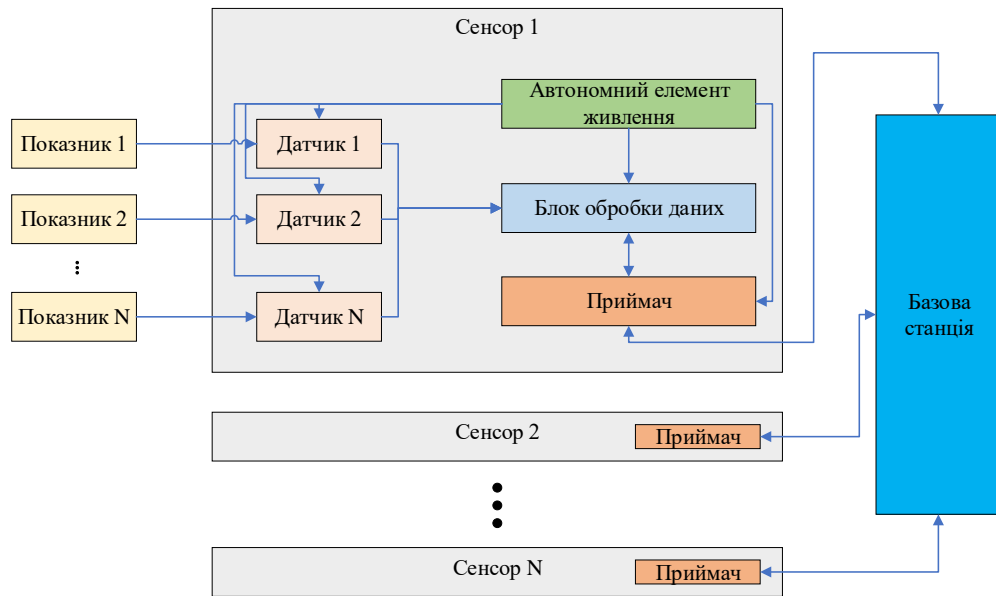 Сенсор 1
Автономний елемент
живлення
Показник 1
Датчик 1
Показник 2
Датчик 2
Блок обробки даних
Показник N
Датчик N
Приймач
Базова
станція
Сенсор 2
Приймач
Сенсор N
Приймач